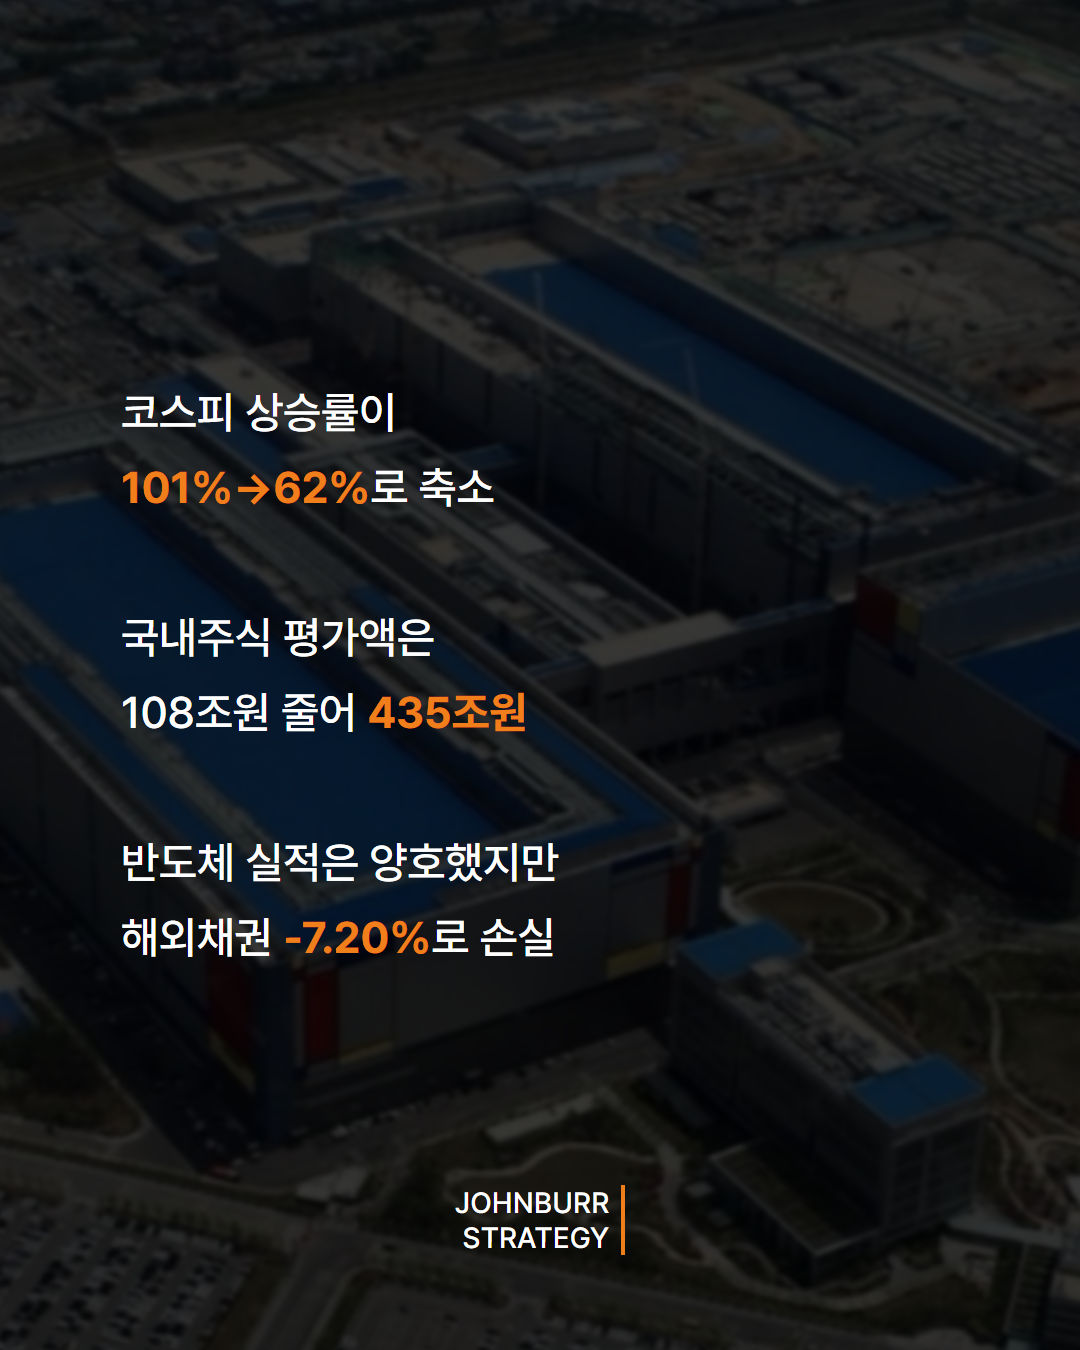 코스피 상승률이
101%→62%로 축소
국내주식 평가액은
108조원 줄어 435조원
반도체 실적은 양호했지만
해외채권 -7.20%로 손실
JOHNBURR
STRATEGY